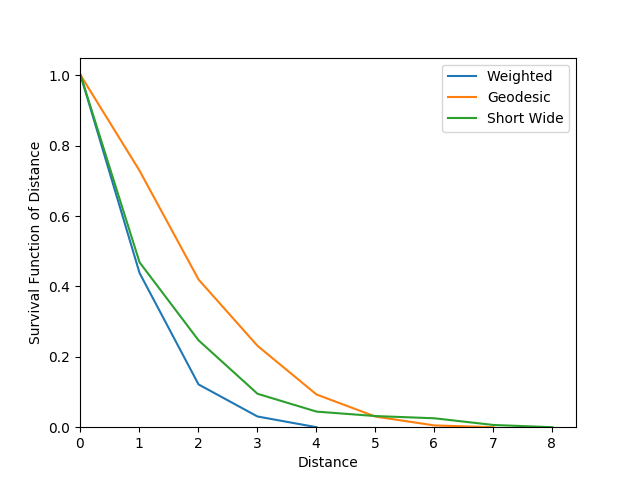 Weighted
Geodesic
Short Wide
1.0
0.8
0.6
0.4
0.2
0.0
Survival Function of Distance
0 1 2 3 4 5 6 7 8
Distance